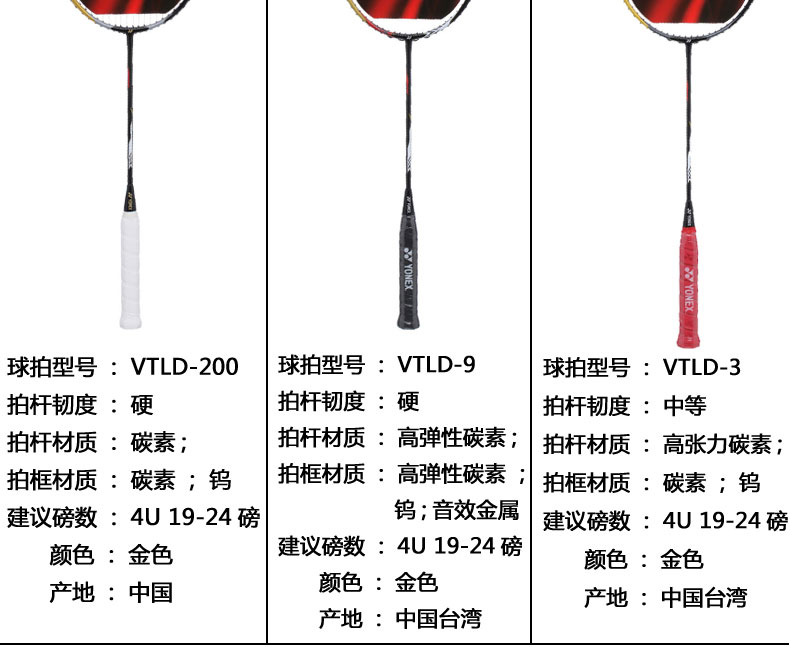 YONEX
YONEX
球拍型号 ： VTLD-200
拍杆韧度 ： 硬
拍杆材质 ： 碳素 ;
拍框材质 ： 碳素 ； 钨
建议磅数 ： 4U 19-24 磅
颜色 ： 金色
产地 ： 中国
球拍型号 ： VTLD-9
拍杆韧度 ： 硬
拍杆材质 ： 高弹性碳素 ;
拍框材质 ： 高弹性碳素 ；
钨 ; 音效金属
建议磅数 ： 4U 19-24 磅
颜色 ： 金色
产地 ： 中国台湾
球拍型号 ： VTLD-3
拍杆韧度 ： 中等
拍杆材质 ： 高张力碳素 ;
拍框材质 ： 碳素 ； 钨
建议磅数 ： 4U 19-24 磅
颜色 ： 金色
产地 ： 中国台湾